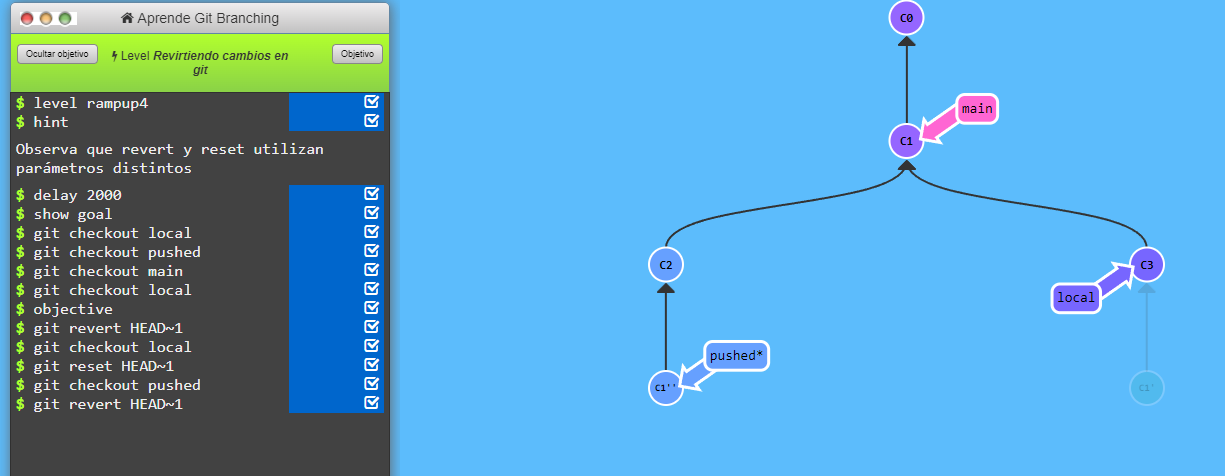 Aprende Git Branching
Ocultar objetivo
Level Revirtiendo cambios en
git
Objetivo
$ level rampup4
$ hint
Observa que revert y reset utilizan
parámetros distintos
$ delay 2000
$ show goal
$ git checkout local
$ git checkout pushed
$ git checkout main
$ git checkout local
$ objective
$ git revert HEAD~1
$ git checkout local
$ git reset HEAD~1
$ git checkout pushed
$ git revert HEAD~1
C0
main
C1
C2
C3
local
pushed*
C1''
C1'